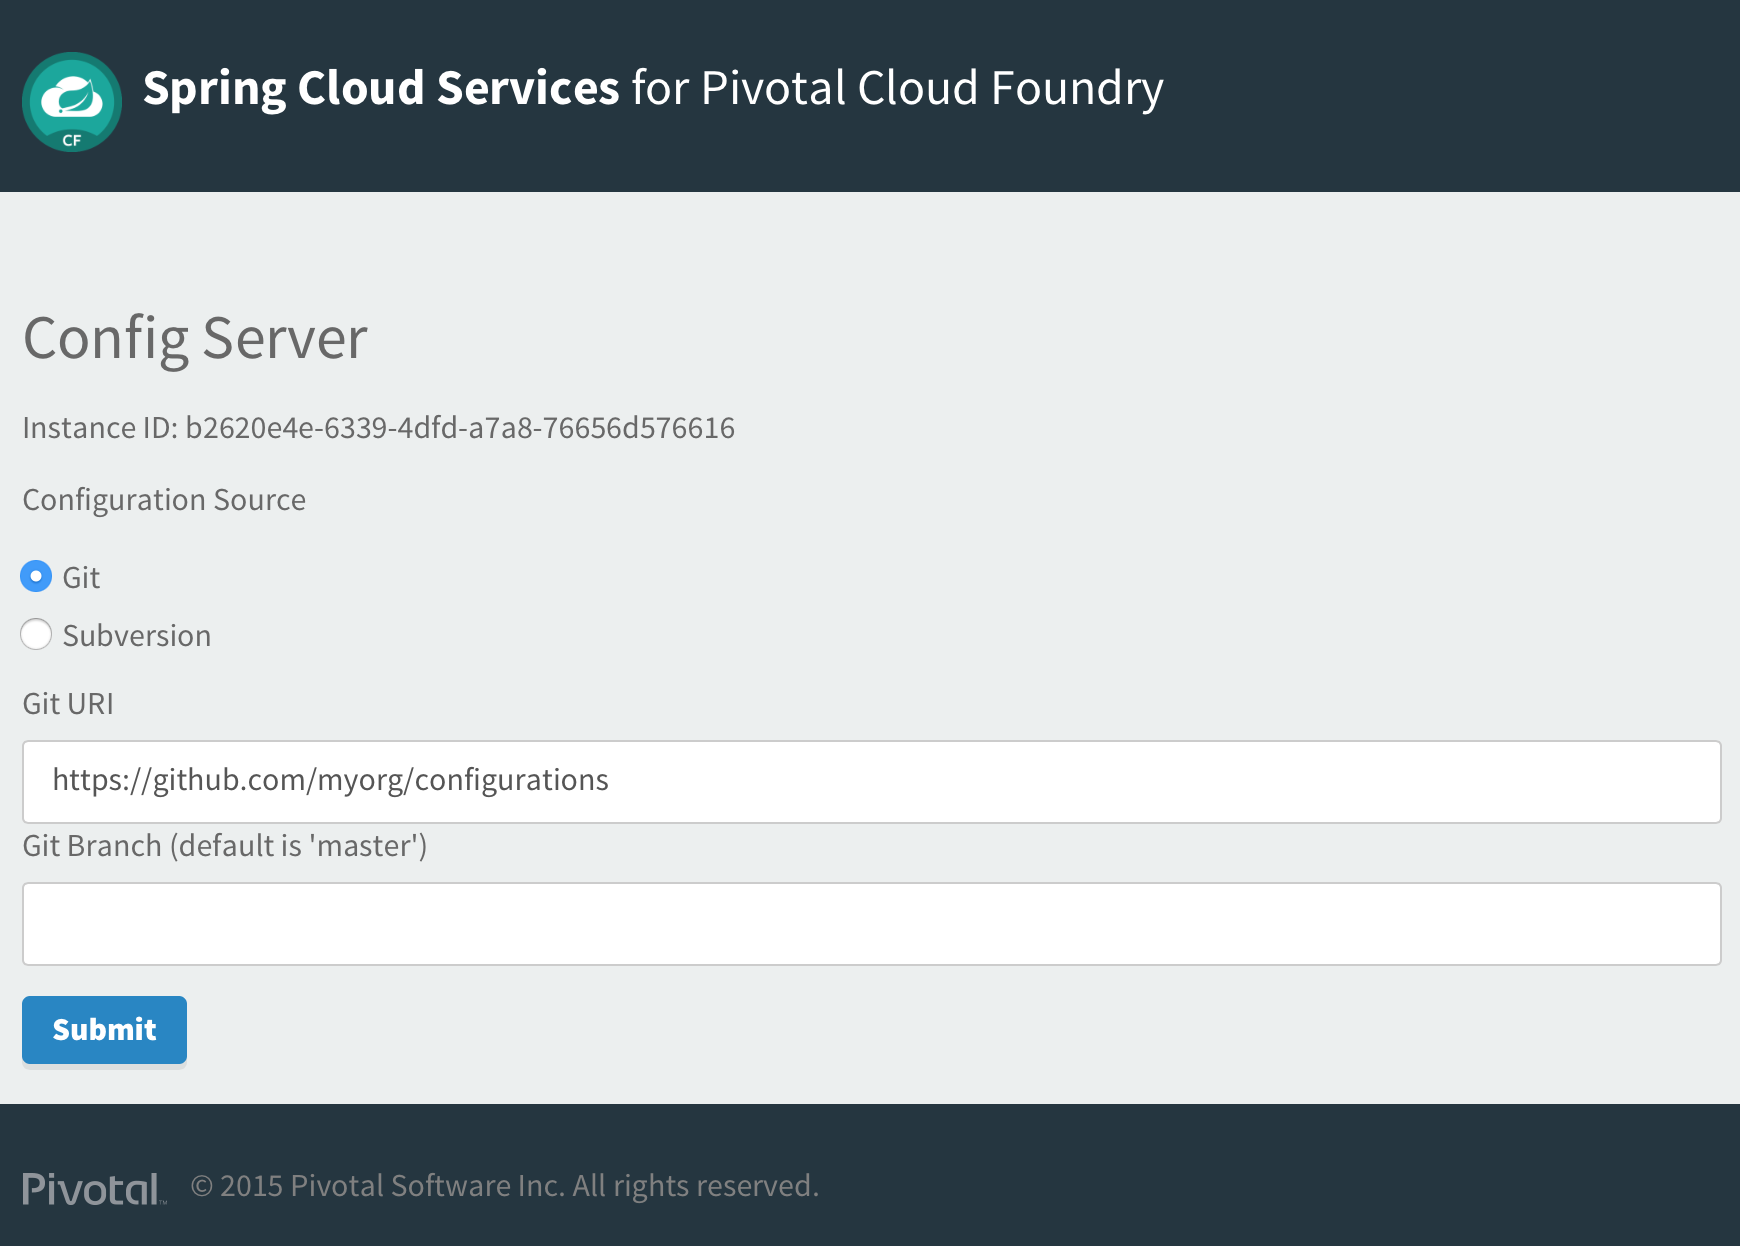 CF
Spring Cloud Services for Pivotal Cloud Foundry
Config Server
Instance ID: b2620e4e-6339-4dfd-a7a8-76656d576616
Configuration Source
Git
Subversion
Git URI
https://github.com/myorg/configurations
Git Branch (default is 'master')
Submit
Pivotal™ © 2015 Pivotal Software Inc. All rights reserved.